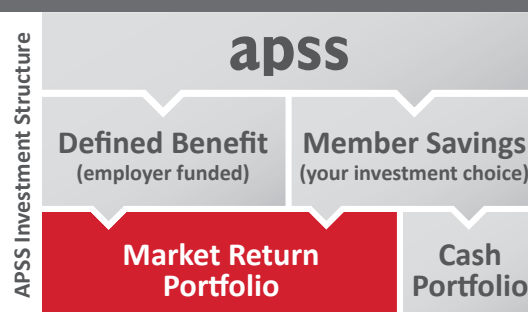 APSS Investment Structure
apss
Defined Benefit
(employer funded)
Member Savings
(your investment choice)
Market Return
Portfolio
Cash
Portfolio